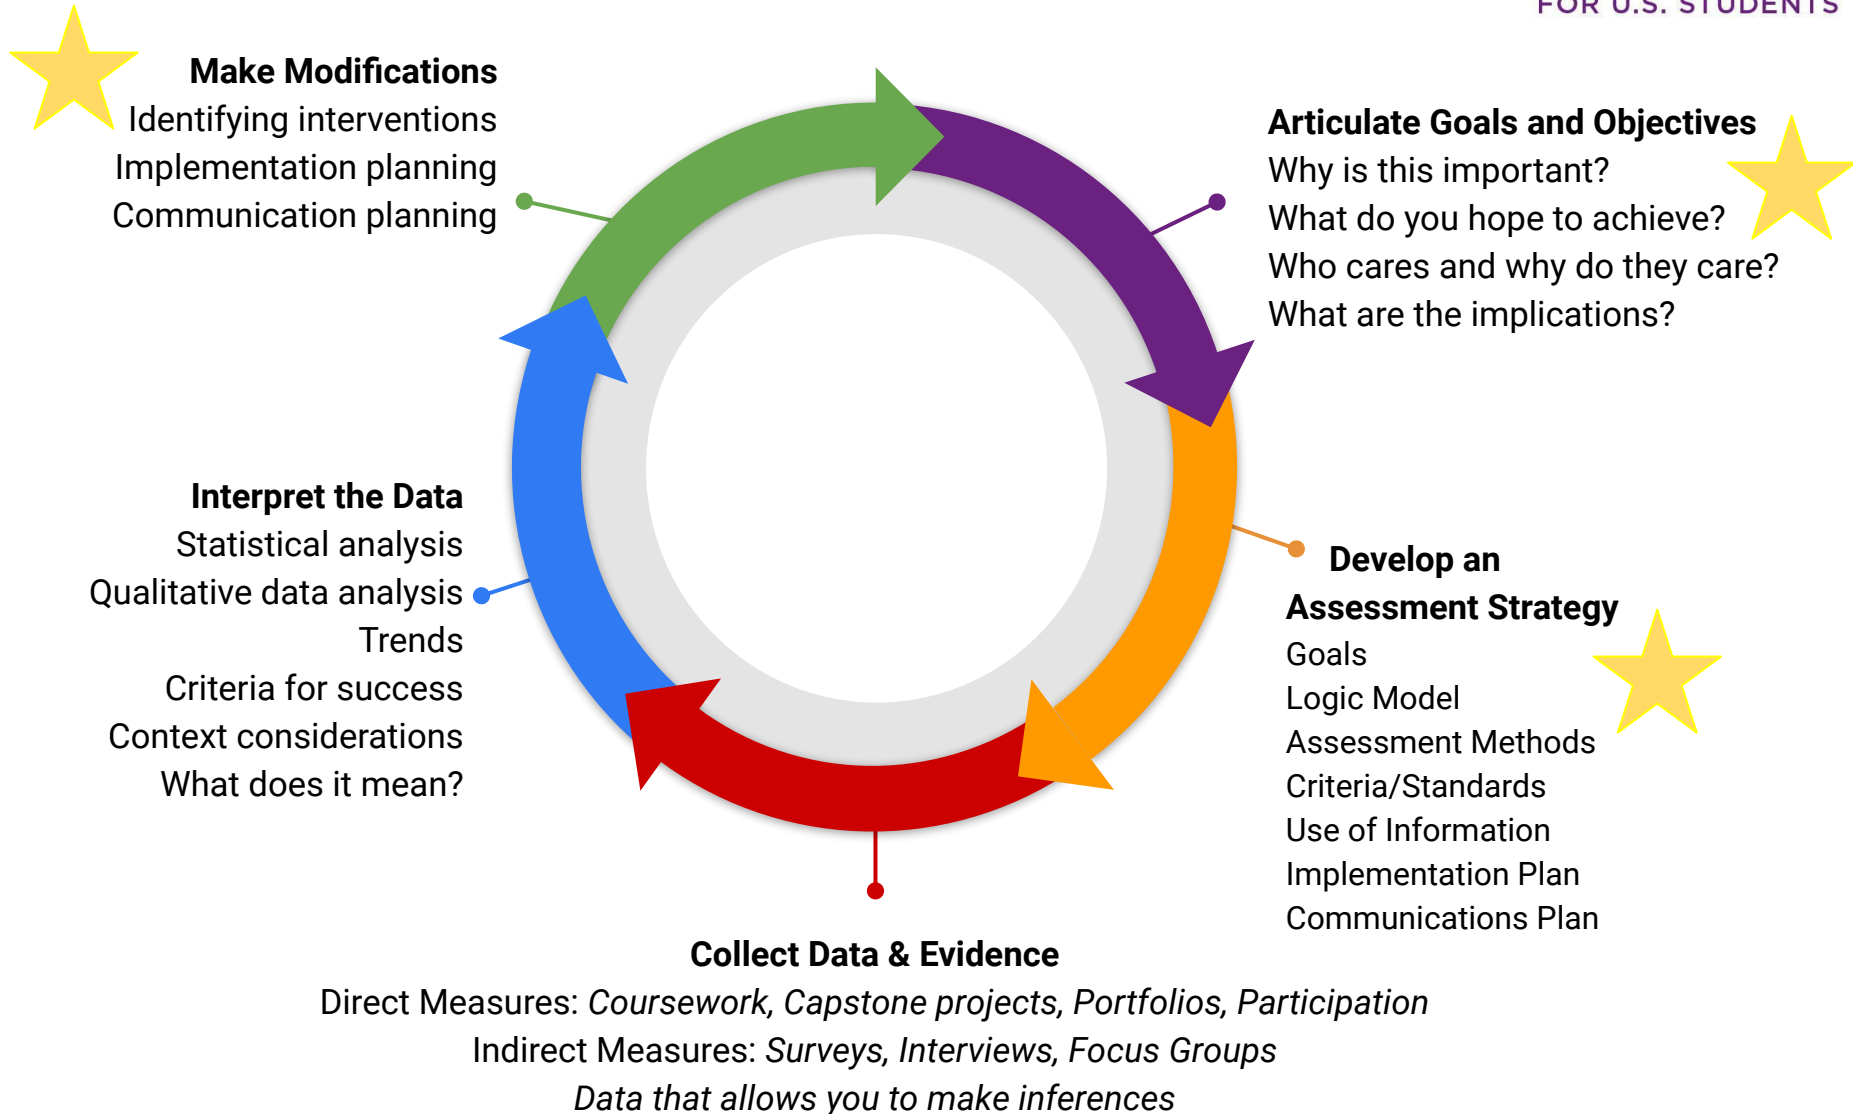 FOR U.S. STUDENTS
Make Modifications
Identifying interventions
Implementation planning
Communication planning
Articulate Goals and Objectives
Why is this important?
What do you hope to achieve?
Who cares and why do they care?
What are the implications?
Develop an
Assessment Strategy
Goals
Logic Model
Assessment Methods
Criteria/Standards
Use of Information
Implementation Plan
Communications Plan
Collect Data & Evidence
Direct Measures: Coursework, Capstone projects, Portfolios, Participation
Indirect Measures: Surveys, Interviews, Focus Groups
Data that allows you to make inferences
Interpret the Data
Statistical analysis
Qualitative data analysis
Trends
Criteria for success
Context considerations
What does it mean?